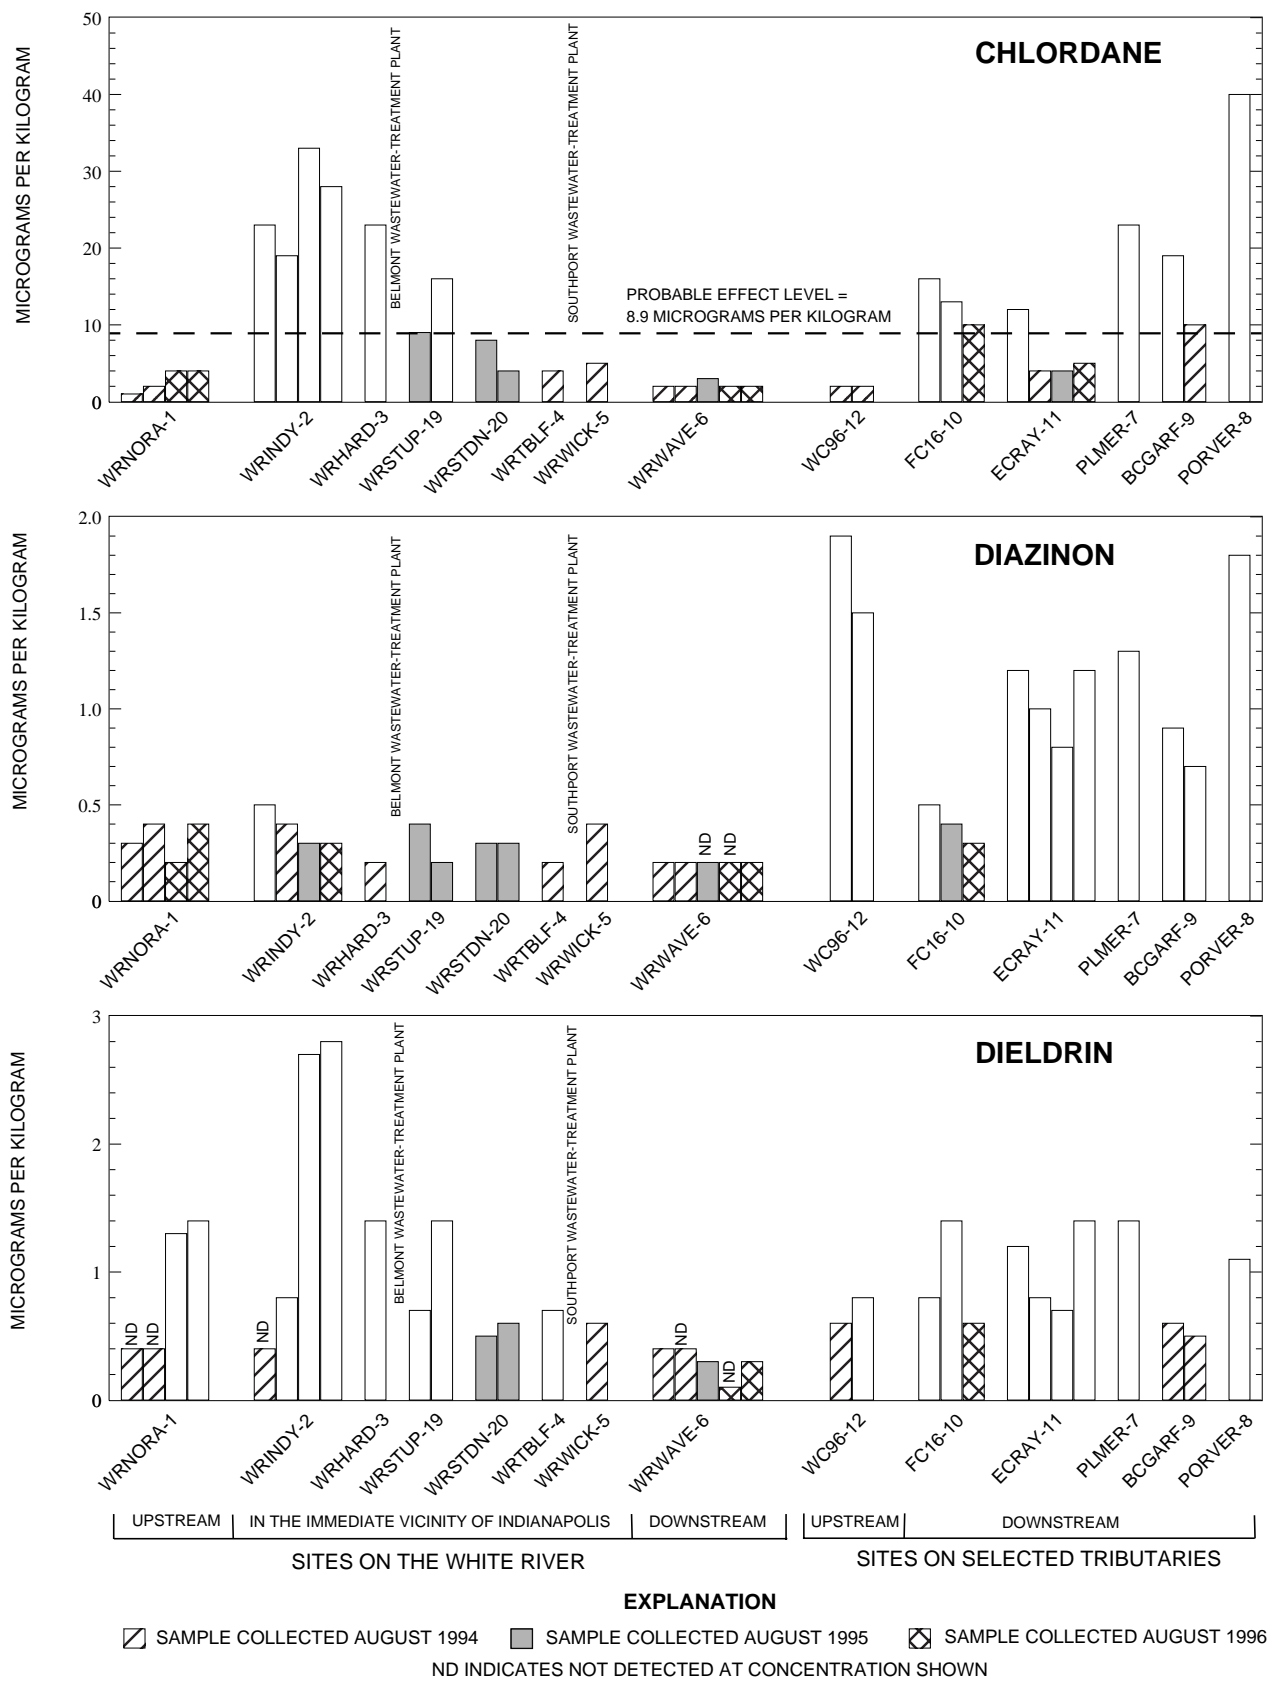 CHLORDANE
MICROGRAMS PER KILOGRAM
50
40
30
20
10
0
BELMONT WASTEWATER-TREATMENT PLANT
SOUTHPORT WASTEWATER-TREATMENT PLANT
PROBABLE EFFECT LEVEL =
8.9 MICROGRAMS PER KILOGRAM
WRNORA-1
WRINDY-2
WRHARD-3
WRSTUP-19
WRSTDN-20
WRTBLF-4
WRWICK-5
WRWAVE-6
WC96-12
FC16-10
ECRAY-11
PLMER-7
BCGARF-9
PORVER-8
DIAZINON
MICROGRAMS PER KILOGRAM
2.0
1.5
1.0
0.5
0
BELMONT WASTEWATER-TREATMENT PLANT
SOUTHPORT WASTEWATER-TREATMENT PLANT
ND
ND
WRNORA-1
WRINDY-2
WRHARD-3
WRSTUP-19
WRSTDN-20
WRTBLF-4
WRWICK-5
WRWAVE-6
WC96-12
FC16-10
ECRAY-11
PLMER-7
BCGARF-9
PORVER-8
DIELDRIN
MICROGRAMS PER KILOGRAM
3
2
1
0
BELMONT WASTEWATER-TREATMENT PLANT
SOUTHPORT WASTEWATER-TREATMENT PLANT
ND
ND
ND
ND
ND
WRNORA-1
WRINDY-2
WRHARD-3
WRSTUP-19
WRSTDN-20
WRTBLF-4
WRWICK-5
WRWAVE-6
WC96-12
FC16-10
ECRAY-11
PLMER-7
BCGARF-9
PORVER-8
UPSTREAM
IN THE IMMEDIATE VICINITY OF INDIANAPOLIS
DOWNSTREAM
UPSTREAM
DOWNSTREAM
SITES ON THE WHITE RIVER
SITES ON SELECTED TRIBUTARIES
EXPLANATION
SAMPLE COLLECTED AUGUST 1994
SAMPLE COLLECTED AUGUST 1995
SAMPLE COLLECTED AUGUST 1996
ND INDICATES NOT DETECTED AT CONCENTRATION SHOWN